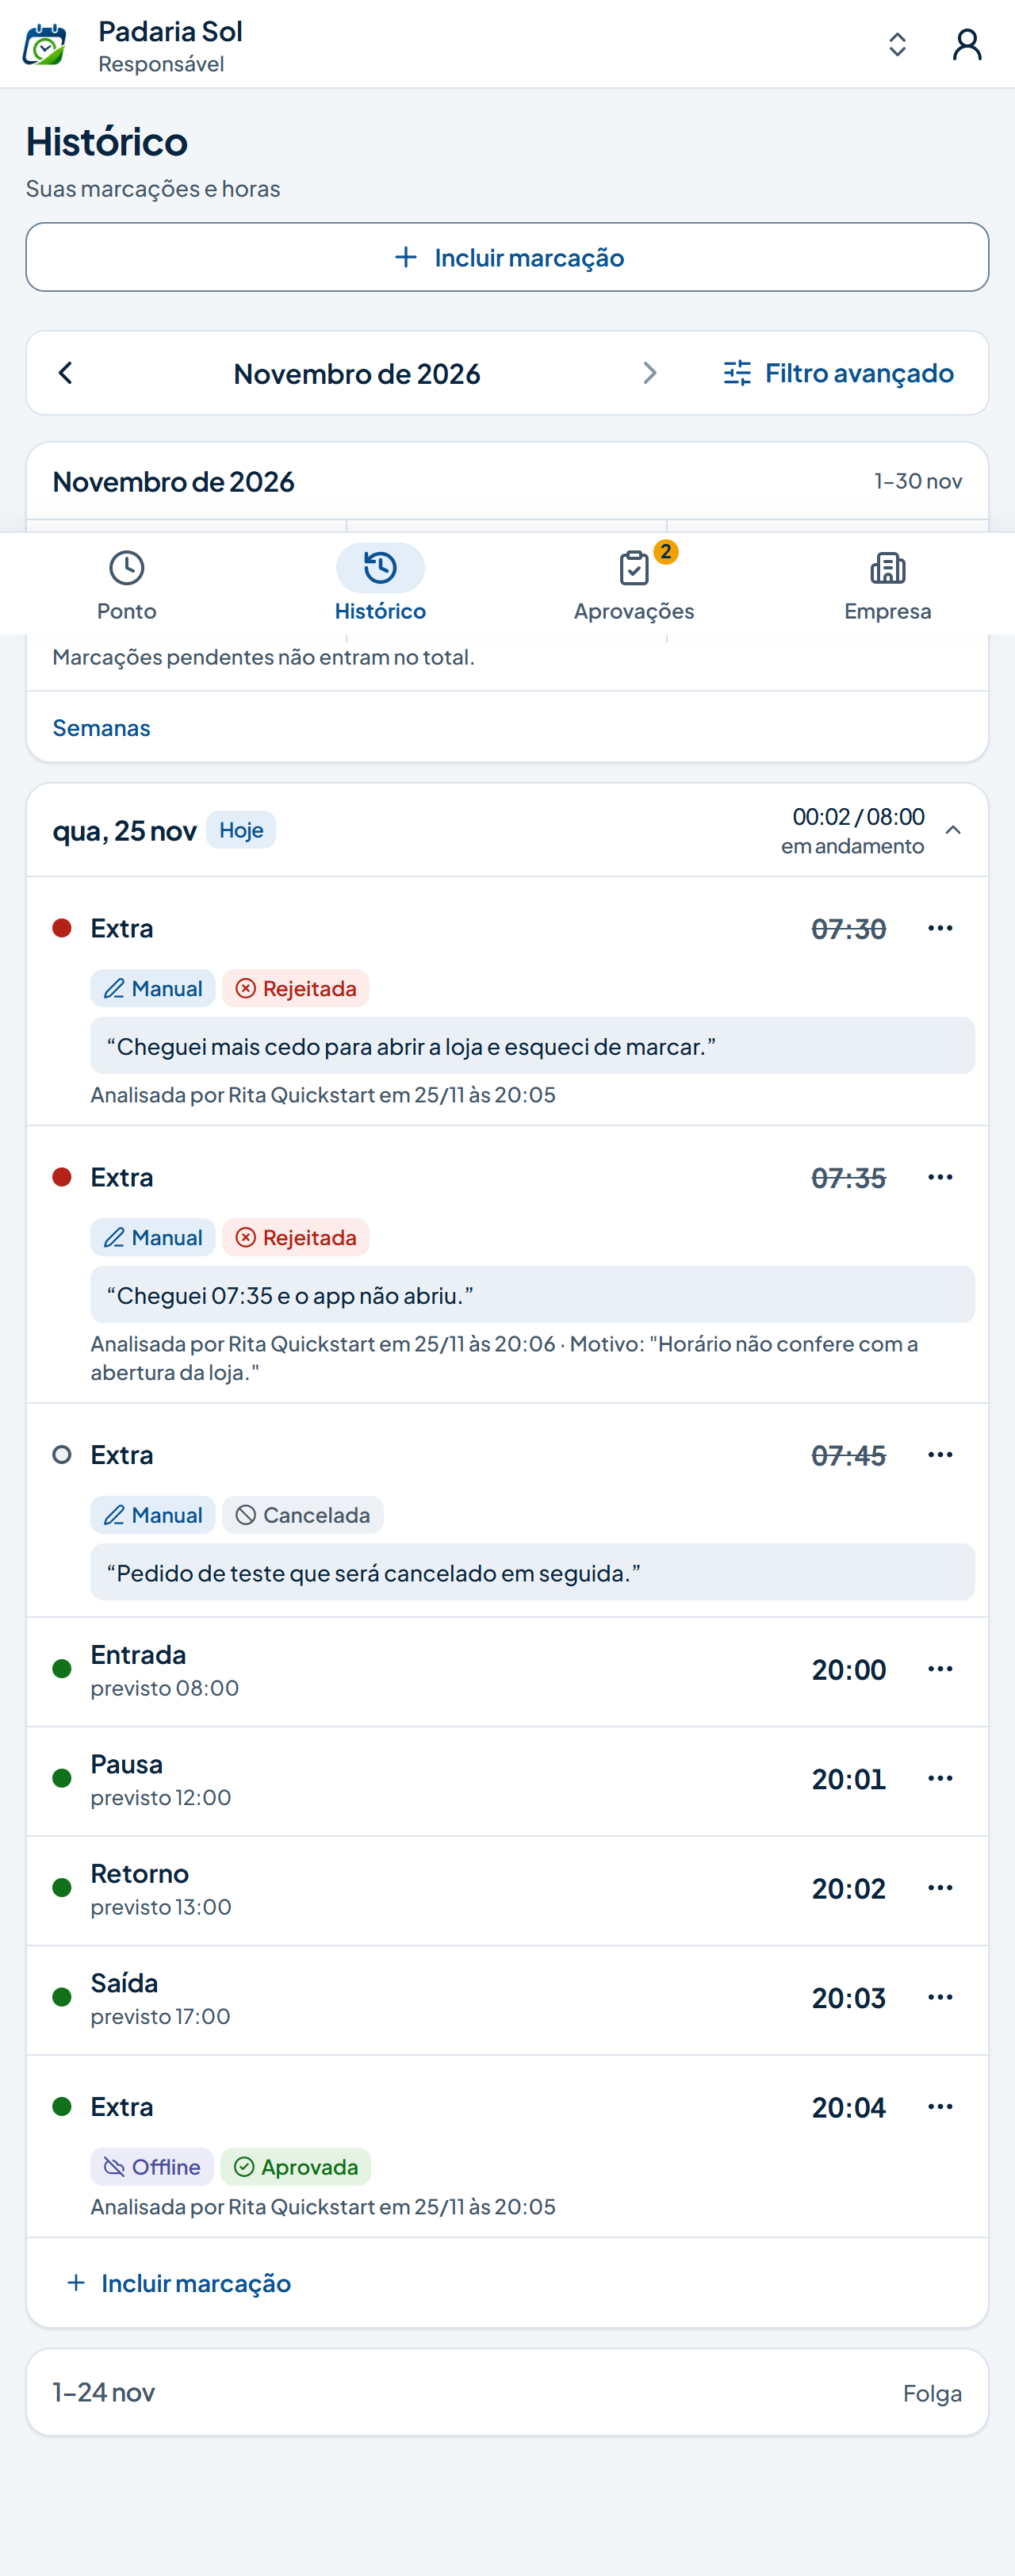 Padaria Sol
Responsável
Histórico
Suas marcações e horas
Incluir marcação
Novembro de 2026
Filtro avançado
Novembro de 2026
1–30 nov
Ponto
Histórico
2
Aprovações
Empresa
Marcações pendentes não entram no total.
Semanas
qua, 25 nov
Hoje
00:02 / 08:00
em andamento
Extra
07:30
Manual
Rejeitada
“Cheguei mais cedo para abrir a loja e esqueci de marcar.”
Analisada por Rita Quickstart em 25/11 às 20:05
Extra
07:35
Manual
Rejeitada
“Cheguei 07:35 e o app não abriu.”
Analisada por Rita Quickstart em 25/11 às 20:06 · Motivo: "Horário não confere com a
abertura da loja."
Extra
07:45
Manual
Cancelada
“Pedido de teste que será cancelado em seguida.”
Entrada
20:00
previsto 08:00
Pausa
20:01
previsto 12:00
Retorno
20:02
previsto 13:00
Saída
20:03
previsto 17:00
Extra
20:04
Offline
Aprovada
Analisada por Rita Quickstart em 25/11 às 20:05
Incluir marcação
1–24 nov
Folga